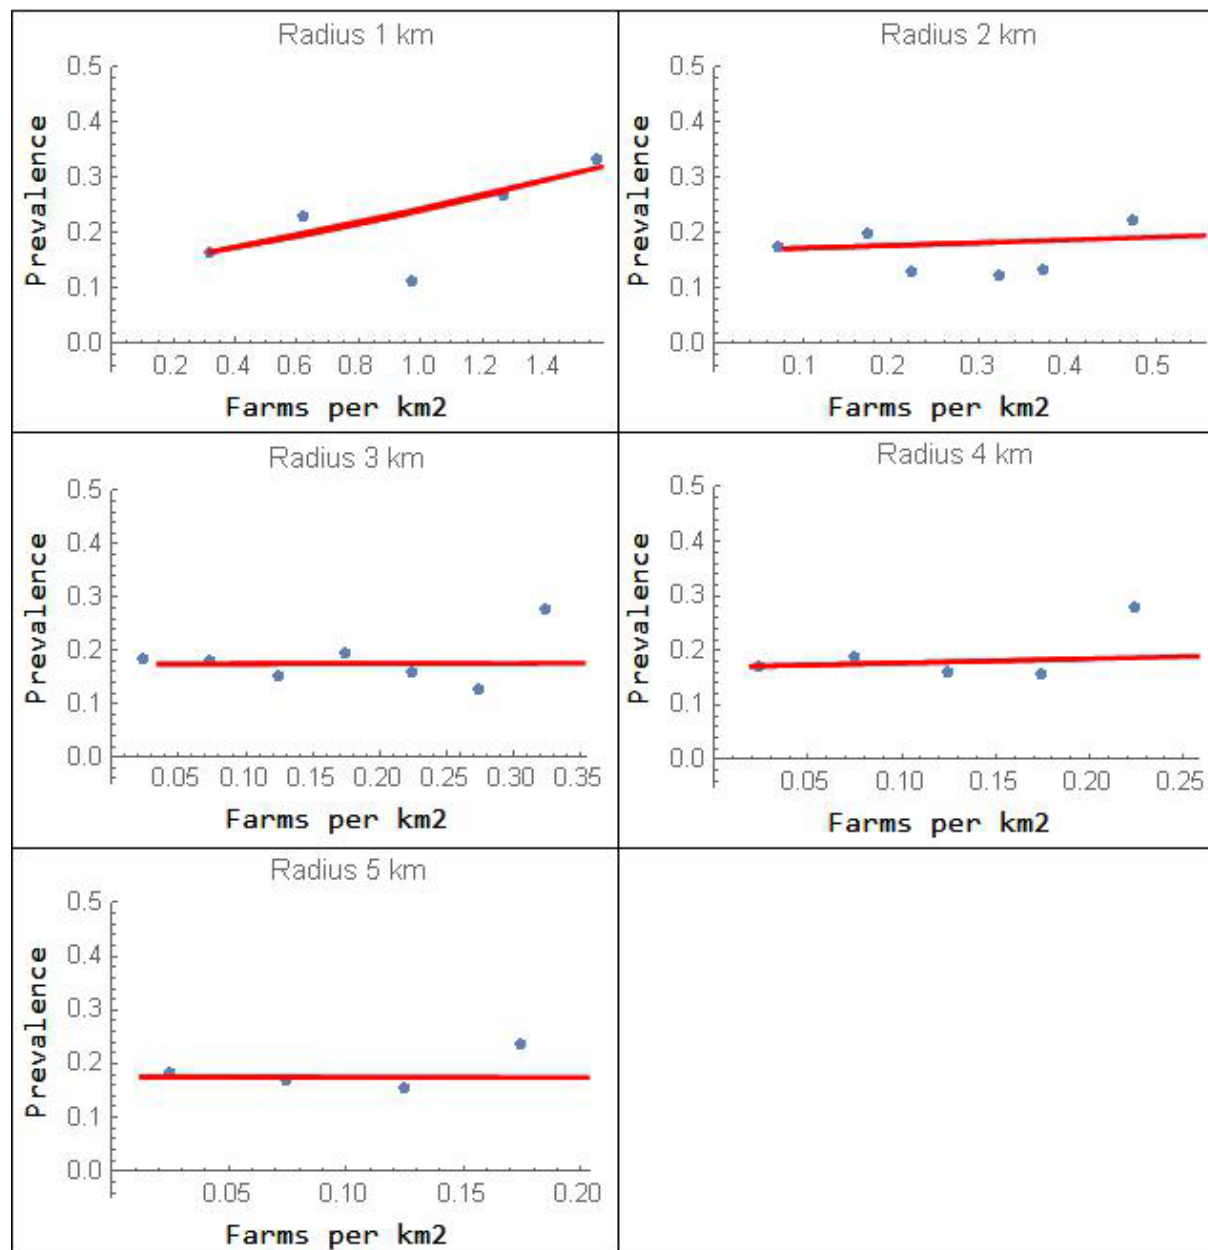 Radius 1 km
0.5
0.4
0.3
0.2
0.1
0.0
Prevalence
0.2 0.4 0.6 0.8 1.0 1.2 1.4
Farms per km2
Radius 2 km
0.5
0.4
0.3
0.2
0.1
0.0
Prevalence
0.1 0.2 0.3 0.4 0.5
Farms per km2
Radius 3 km
0.5
0.4
0.3
0.2
0.1
0.0
Prevalence
0.05 0.10 0.15 0.20 0.25 0.30 0.35
Farms per km2
Radius 4 km
0.5
0.4
0.3
0.2
0.1
0.0
Prevalence
0.05 0.10 0.15 0.20 0.25
Farms per km2
Radius 5 km
0.5
0.4
0.3
0.2
0.1
0.0
Prevalence
0.05 0.10 0.15 0.20
Farms per km2